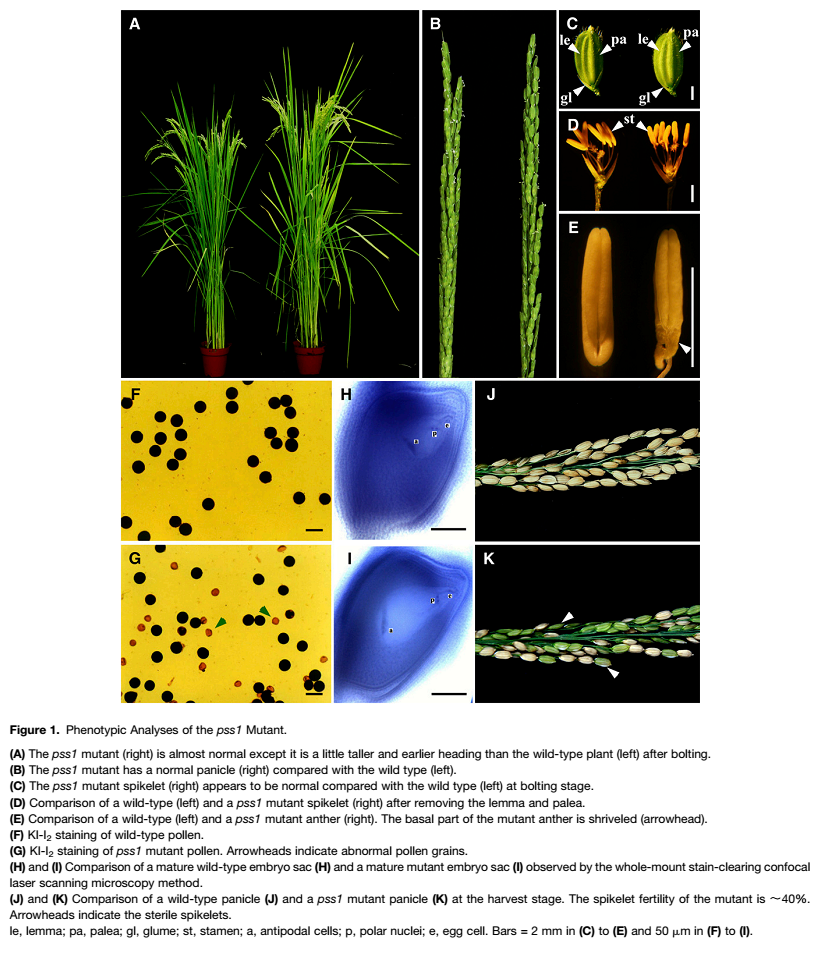 A
B
C
le
pa
gl
le
pa
gl
D
st
E
F
H
a
p
e
J
G
I
a
p
e
K
Figure 1. Phenotypic Analyses of the pss1 Mutant.
(A) The pss1 mutant (right) is almost normal except it is a little taller and earlier heading than the wild-type plant (left) after bolting.
(B) The pss1 mutant has a normal panicle (right) compared with the wild type (left).
(C) The pss1 mutant spikelet (right) appears to be normal compared with the wild type (left) at bolting stage.
(D) Comparison of a wild-type (left) and a pss1 mutant spikelet (right) after removing the lemma and palea.
(E) Comparison of a wild-type (left) and a pss1 mutant anther (right). The basal part of the mutant anther is shriveled (arrowhead).
(F) KI-I₂ staining of wild-type pollen.
(G) KI-I₂ staining of pss1 mutant pollen. Arrowheads indicate abnormal pollen grains.
(H) and (I) Comparison of a mature wild-type embryo sac (H) and a mature mutant embryo sac (I) observed by the whole-mount stain-clearing confocal
laser scanning microscopy method.
(J) and (K) Comparison of a wild-type panicle (J) and a pss1 mutant panicle (K) at the harvest stage. The spikelet fertility of the mutant is ~40%.
Arrowheads indicate the sterile spikelets.
le, lemma; pa, palea; gl, glume; st, stamen; a, antipodal cells; p, polar nuclei; e, egg cell. Bars = 2 mm in (C) to (E) and 50 μm in (F) to (I).